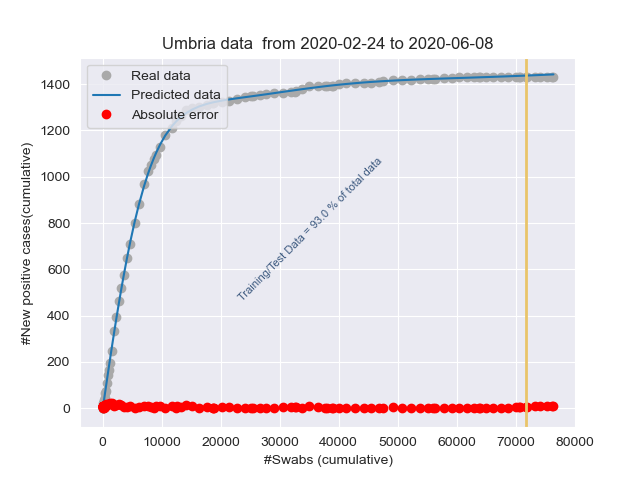 Umbria data  from 2020-02-24 to 2020-06-08
Real data
Predicted data
Absolute error
Training/Test Data = 93.0 % of total data
#New positive cases(cumulative)
1400
1200
1000
800
600
400
200
0
0 10000 20000 30000 40000 50000 60000 70000 80000
#Swabs (cumulative)